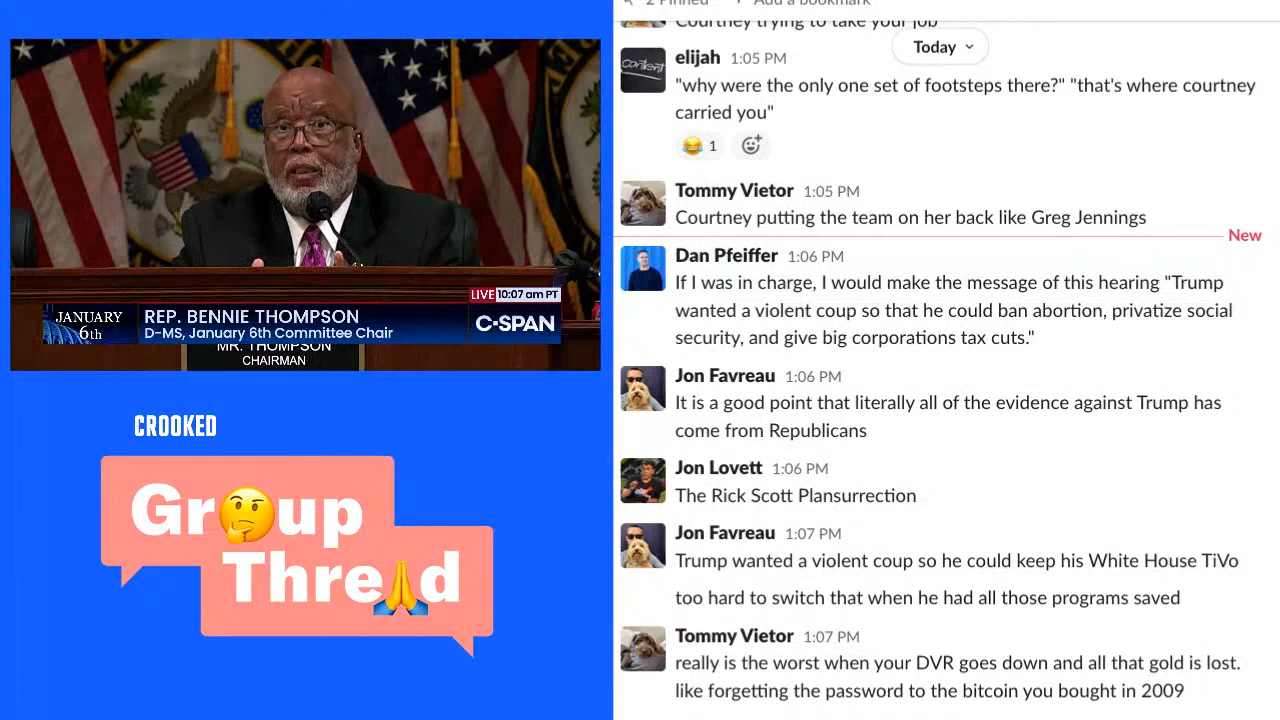 JANUARY
6th
REP. BENNIE THOMPSON
D-MS, January 6th Committee Chair
LIVE 10:07 am PT
C-SPAN
MR. THOMPSON
CHAIRMAN
CROOKED
Gr🤔up
Thre🙏d
2 Pinned + Add a bookmark
Courtney trying to take your job
Today
elijah 1:05 PM
content
"why were the only one set of footsteps there?" "that's where courtney
carried you"
😂 1
Tommy Vietor 1:05 PM
Courtney putting the team on her back like Greg Jennings
New
Dan Pfeiffer 1:06 PM
If I was in charge, I would make the message of this hearing "Trump
wanted a violent coup so that he could ban abortion, privatize social
security, and give big corporations tax cuts."
Jon Favreau 1:06 PM
It is a good point that literally all of the evidence against Trump has
come from Republicans
Jon Lovett 1:06 PM
The Rick Scott Plansurrection
Jon Favreau 1:07 PM
Trump wanted a violent coup so he could keep his White House TiVo
too hard to switch that when he had all those programs saved
Tommy Vietor 1:07 PM
really is the worst when your DVR goes down and all that gold is lost.
like forgetting the password to the bitcoin you bought in 2009